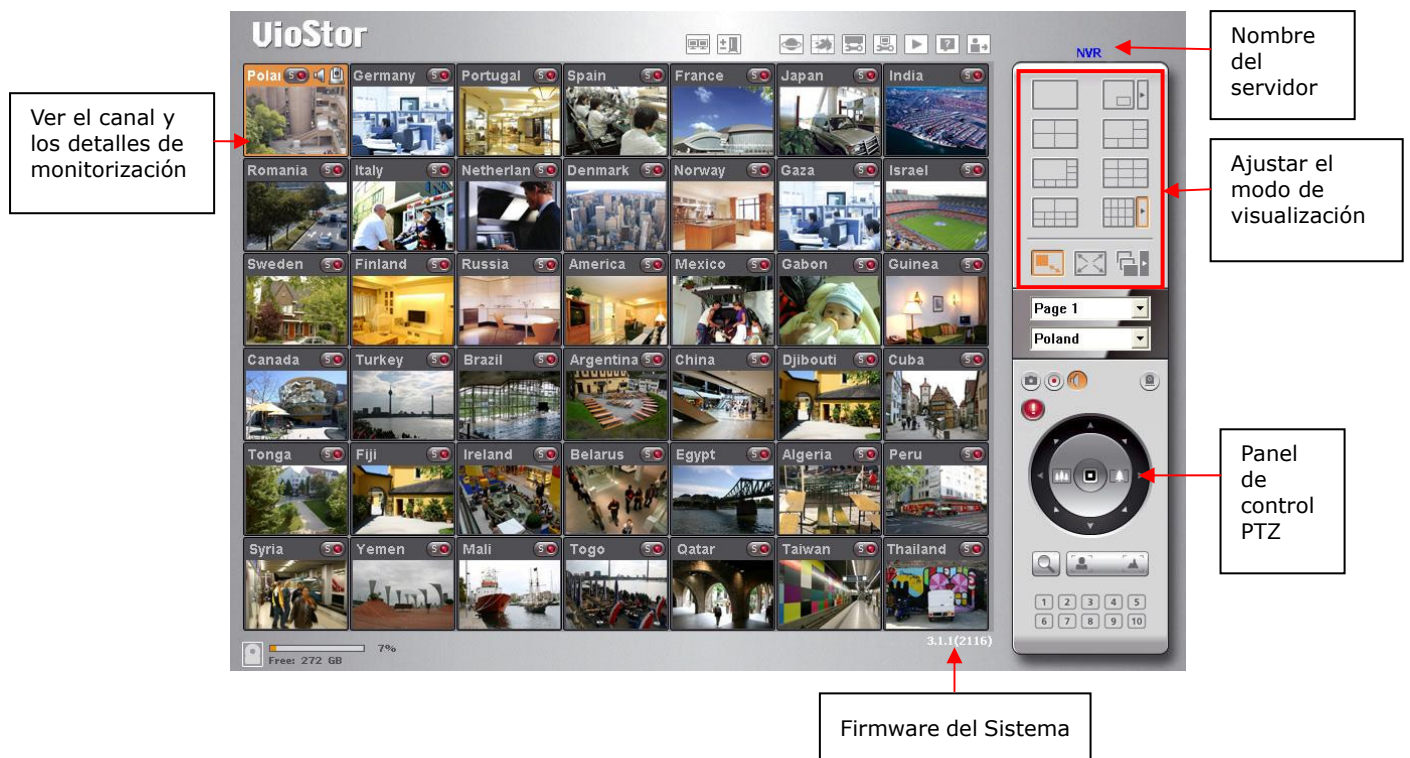 VioStor
NVR
Nombre
del
servidor
Ver el canal y
los detalles de
monitorización
Ajustar el
modo de
visualización
Polar Germany Portugal Spain France Japan India
Romania Italy Netherlan Denmark Norway Gaza Israel
Sweden Finland Russia America Mexico Gabon Guinea
Canada Turkey Brazil Argentina China Djibouti Cuba
Tonga Fiji Ireland Belarus Egypt Algeria Peru
Syria Yemen Mali Togo Qatar Taiwan Thailand
Page 1
Poland
Panel
de
control
PTZ
1 2 3 4 5
6 7 8 9 10
7%
Free: 272 GB
3.1.1(2116)
Firmware del Sistema